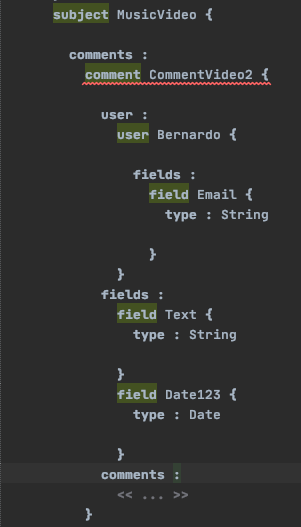 subject MusicVideo {
comments :
comment CommentVideo2 {
user :
user Bernardo {
fields :
field Email {
type : String
}
}
fields :
field Text {
type : String
}
field Date123 {
type : Date
}
comments :
<< ... >>
}